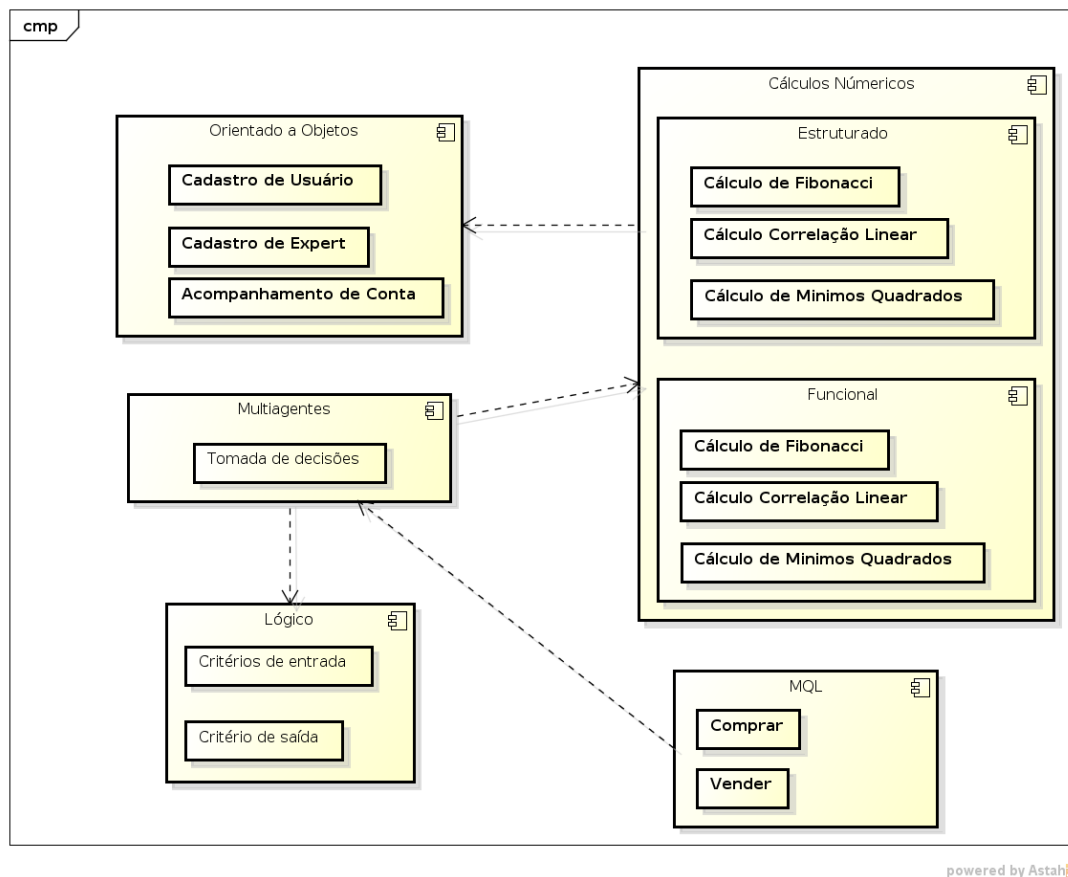 cmp
Orientado a Objetos
Cadastro de Usuário
Cadastro de Expert
Acompanhamento de Conta
Cálculos Númericos
Estruturado
Cálculo de Fibonacci
Cálculo Correlação Linear
Cálculo de Minimos Quadrados
Funcional
Cálculo de Fibonacci
Cálculo Correlação Linear
Cálculo de Minimos Quadrados
Multiagentes
Tomada de decisões
Lógico
Critérios de entrada
Critério de saída
MQL
Comprar
Vender
powered by Astah